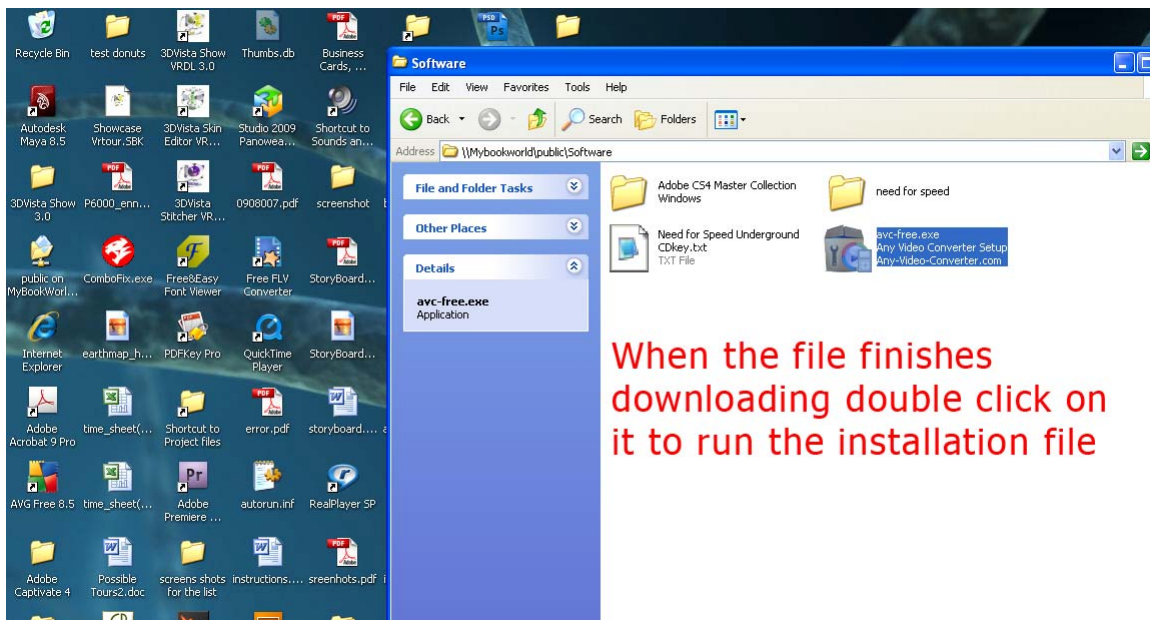 Recycle Bin
test donuts
3DVista Show
VRDL 3.0
Thumbs.db
Business
Cards, ...
Autodesk
Maya 8.5
Showcase
Vrtour.SBK
3DVista Skin
Editor VR...
Studio 2009
Panowea...
Shortcut to
Sounds an...
3DVista Show
3.0
P6000_enn...
3DVista
Stitcher VR...
0908007.pdf
screenshot
public on
MyBookWorl...
ComboFix.exe
Free&Easy
Font Viewer
Free FLV
Converter
StoryBoard...
Internet
Explorer
earthmap_h...
PDFKey Pro
QuickTime
Player
StoryBoard...
Adobe
Acrobat 9 Pro
time_sheet(...
Shortcut to
Project files
error.pdf
storyboard....
AVG Free 8.5
time_sheet(...
Adobe
Premiere ...
autorun.inf
RealPlayer SP
Adobe
Captivate 4
Possible
Tours2.doc
screens shots
for the list
instructions....
sreenhots.pdf
Software
File Edit View Favorites Tools Help
Back Search Folders
Address \\Mybookworld\public\Software
File and Folder Tasks
Other Places
Details
avc-free.exe
Application
Adobe CS4 Master Collection
Windows
need for speed
Need for Speed Underground
CDkey.txt
TXT File
avc-free.exe
Any Video Converter Setup
Any-Video-Converter.com
When the file finishes
downloading double click on
it to run the installation file